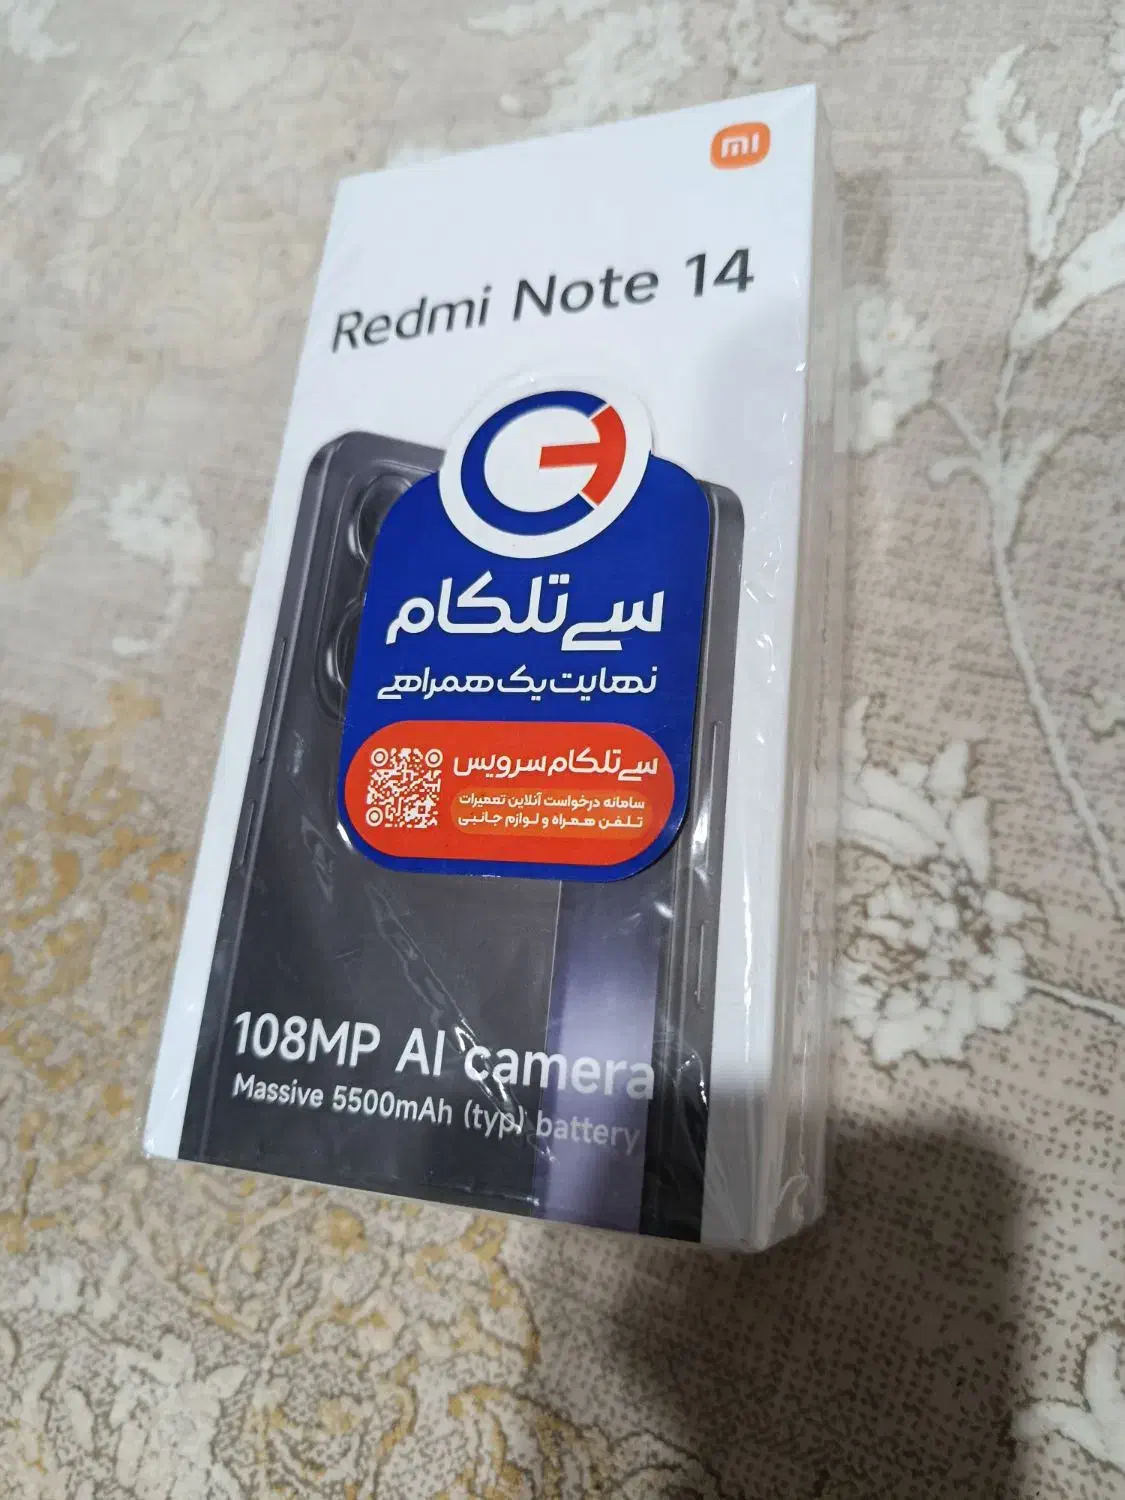 mi
Redmi Note 14
سی‌تلکام
نهایت یک همراهی
سی‌تلکام سرویس
سامانه درخواست آنلاین تعمیرات
تلفن همراه و لوازم جانبی
108MP AI camera
Massive 5500mAh (typ) battery